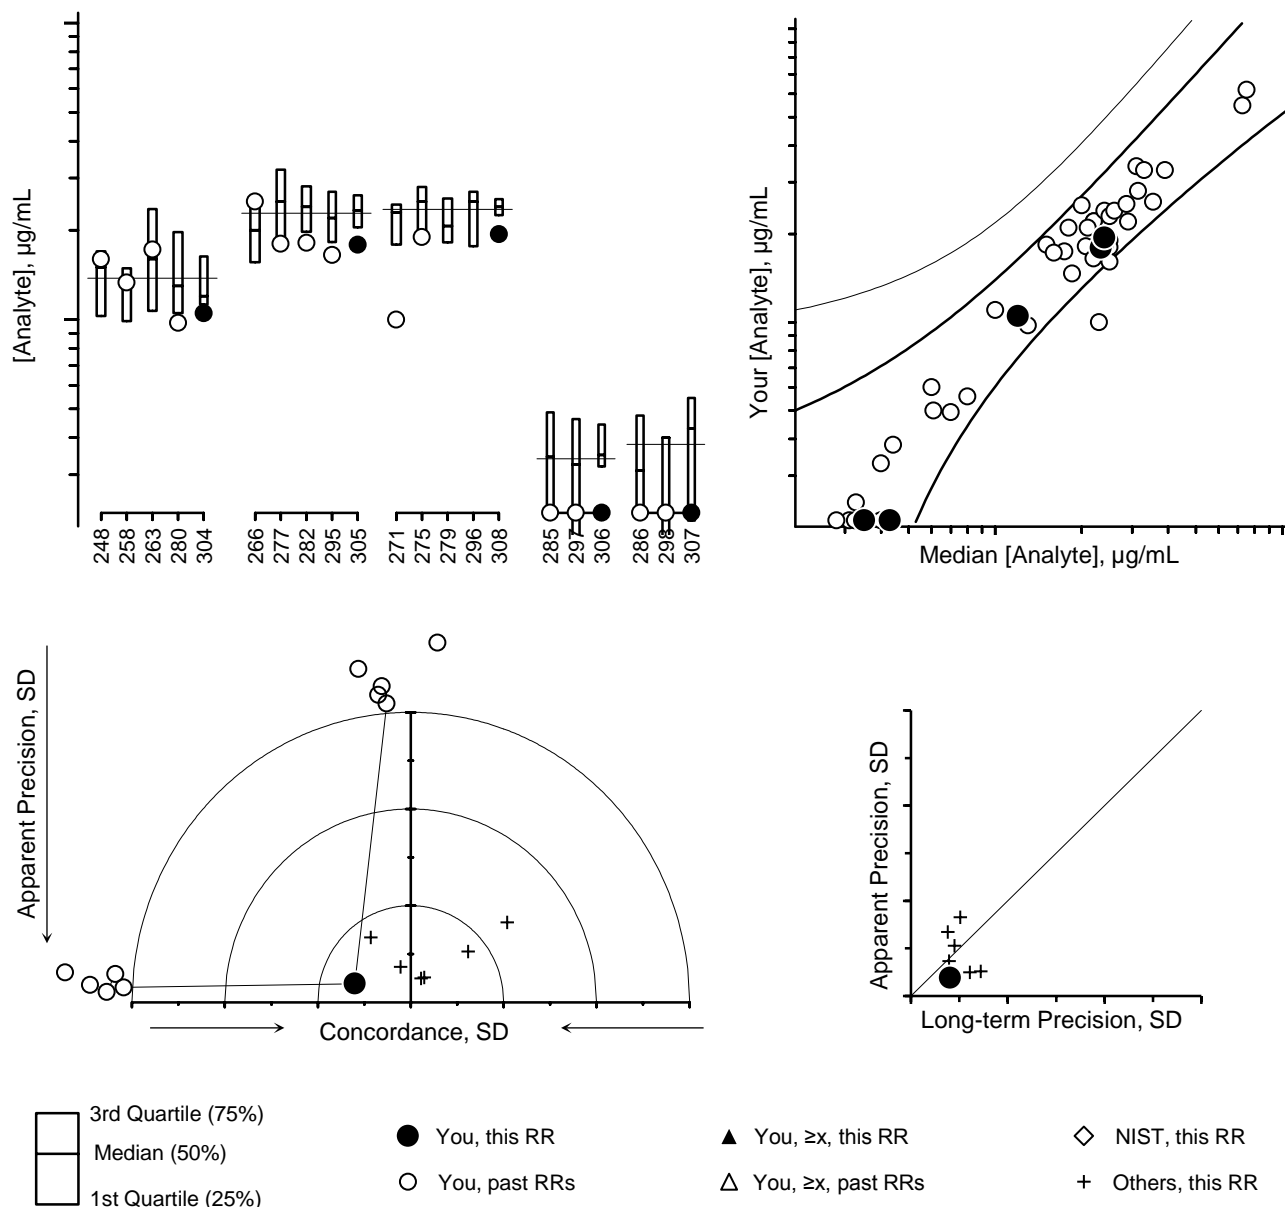 [Analyte], µg/mL
248
258
263
280
304
266
277
282
295
305
271
275
279
296
308
285
297
306
286
298
307
Your [Analyte], µg/mL
Median [Analyte], µg/mL
Apparent Precision, SD
Concordance, SD
Apparent Precision, SD
Long-term Precision, SD
3rd Quartile (75%)
Median (50%)
1st Quartile (25%)
You, this RR
You, past RRs
You, ≥x, this RR
You, ≥x, past RRs
NIST, this RR
Others, this RR